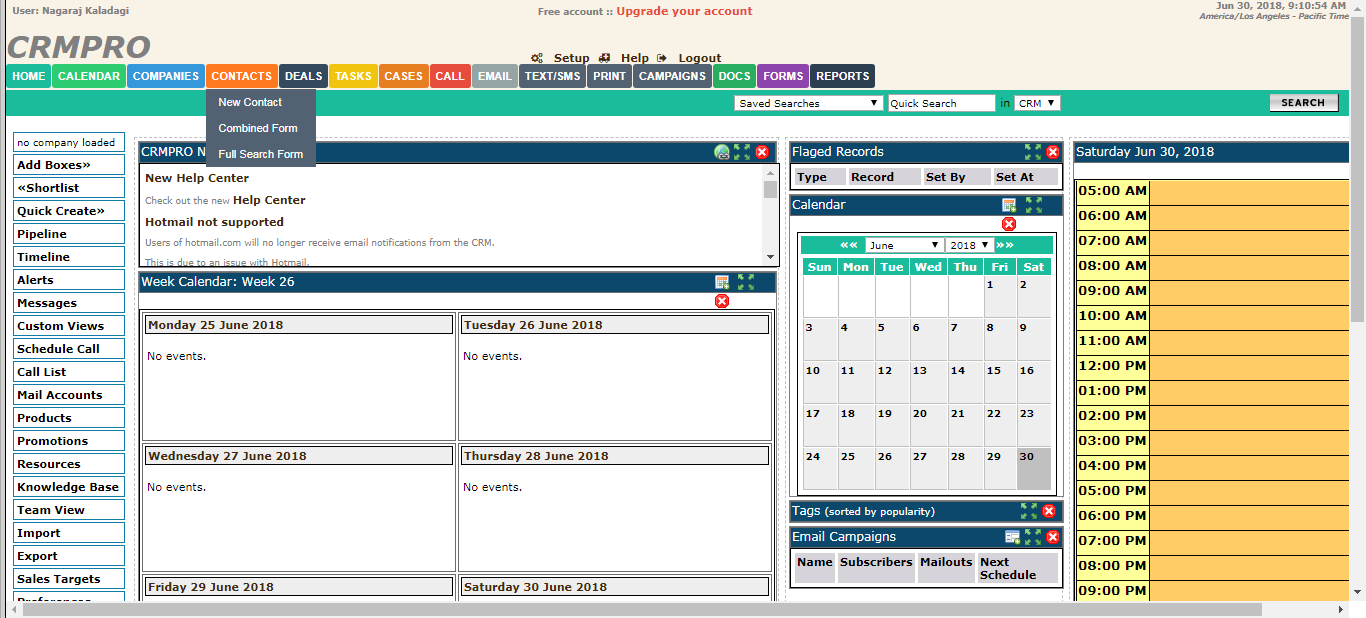 User: Nagaraj Kaladagi
Free account :: Upgrade your account
Jun 30, 2018, 9:10:54 AM
America/Los Angeles - Pacific Time
CRMPRO
Setup Help Logout
HOME CALENDAR COMPANIES CONTACTS DEALS TASKS CASES CALL EMAIL TEXT/SMS PRINT CAMPAIGNS DOCS FORMS REPORTS
New Contact
Combined Form
Full Search Form
Saved Searches Quick Search in CRM SEARCH
no company loaded
Add Boxes»
«Shortlist
Quick Create»
Pipeline
Timeline
Alerts
Messages
Custom Views
Schedule Call
Call List
Mail Accounts
Products
Promotions
Resources
Knowledge Base
Team View
Import
Export
Sales Targets
Preferences
CRMPRO N
New Help Center
Check out the new Help Center
Hotmail not supported
Users of hotmail.com will no longer receive email notifications from the CRM.
This is due to an issue with Hotmail.
Week Calendar: Week 26
Monday 25 June 2018
No events.
Tuesday 26 June 2018
No events.
Wednesday 27 June 2018
No events.
Thursday 28 June 2018
No events.
Friday 29 June 2018
Saturday 30 June 2018
Flaged Records
Type Record Set By Set At
Calendar
«« June 2018 »»
Sun Mon Tue Wed Thu Fri Sat
1 2
3 4 5 6 7 8 9
10 11 12 13 14 15 16
17 18 19 20 21 22 23
24 25 26 27 28 29 30
Tags (sorted by popularity)
Email Campaigns
Name Subscribers Mailouts Next
Schedule
Saturday Jun 30, 2018
05:00 AM
06:00 AM
07:00 AM
08:00 AM
09:00 AM
10:00 AM
11:00 AM
12:00 PM
01:00 PM
02:00 PM
03:00 PM
04:00 PM
05:00 PM
06:00 PM
07:00 PM
08:00 PM
09:00 PM